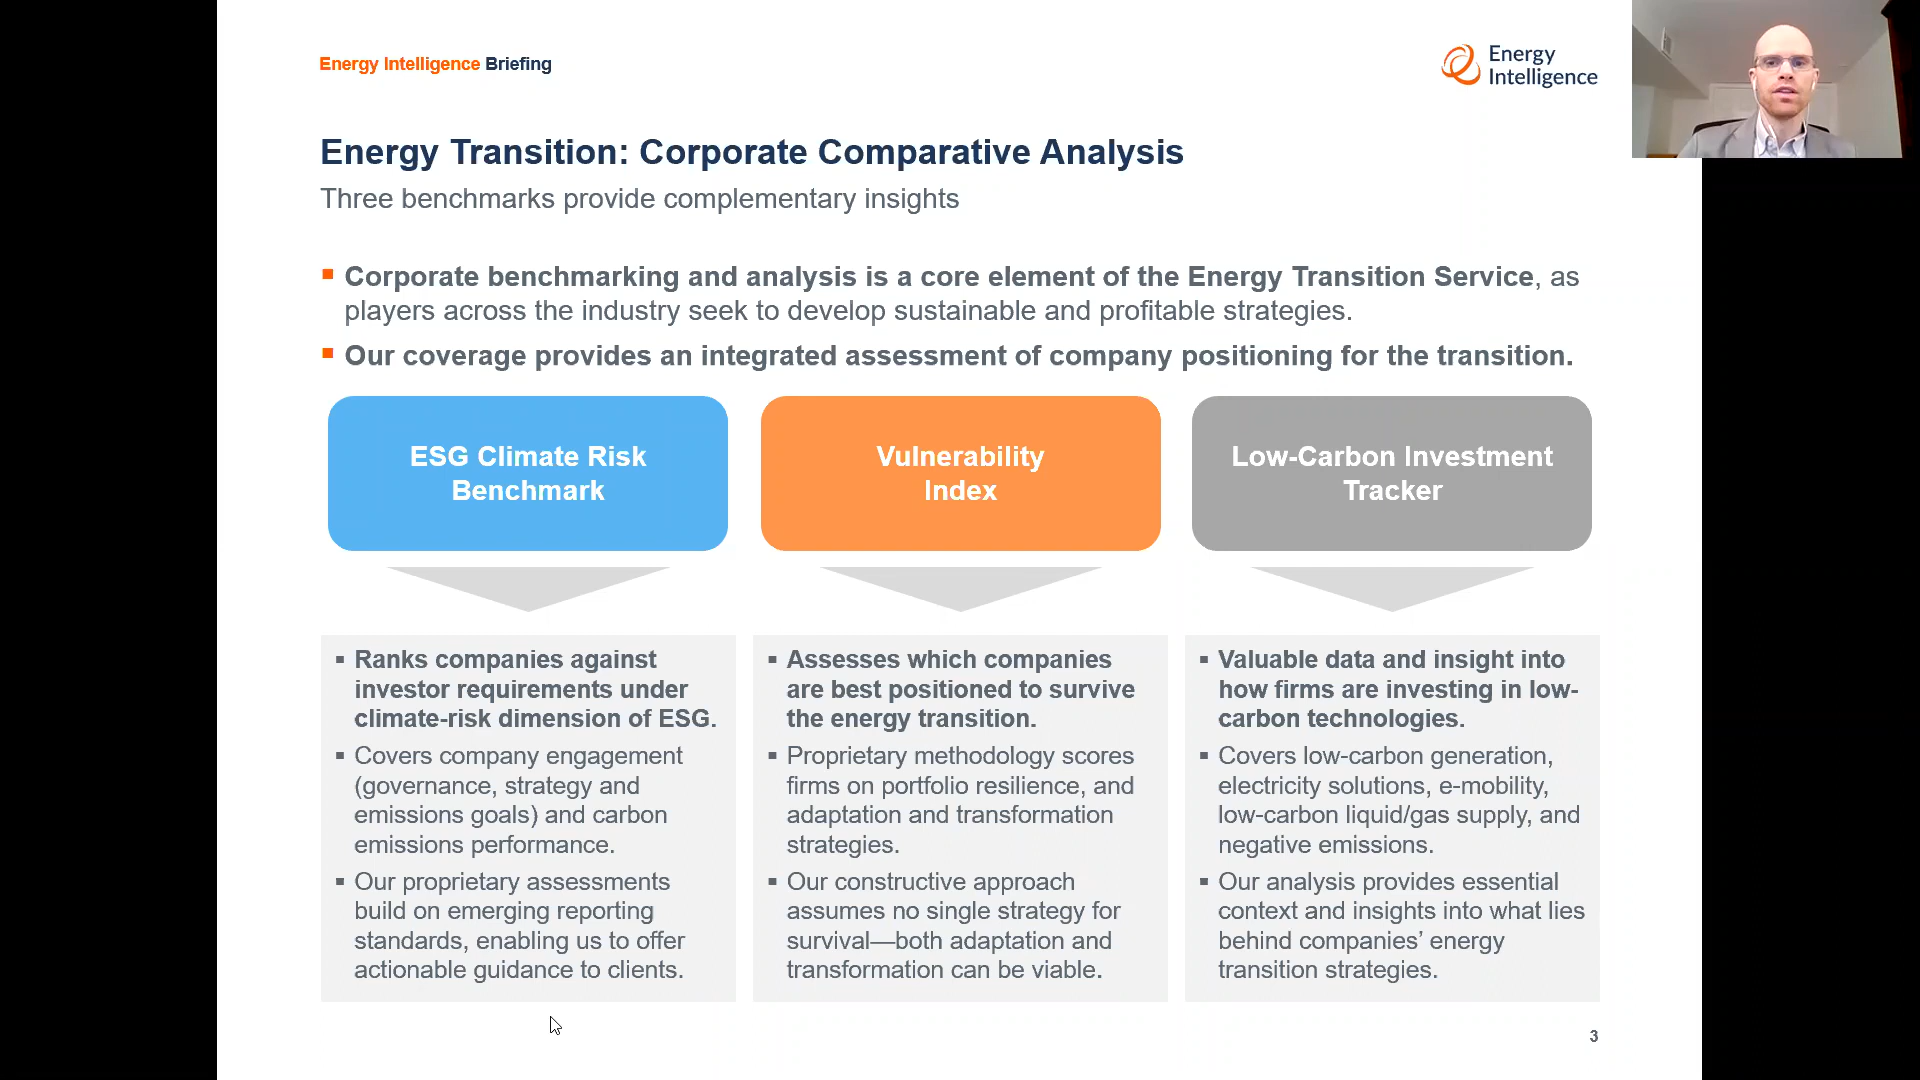 Energy Intelligence Briefing
Energy
Intelligence
Energy Transition: Corporate Comparative Analysis
Three benchmarks provide complementary insights
▪ Corporate benchmarking and analysis is a core element of the Energy Transition Service, as
players across the industry seek to develop sustainable and profitable strategies.
▪ Our coverage provides an integrated assessment of company positioning for the transition.
ESG Climate Risk
Benchmark
▪ Ranks companies against
investor requirements under
climate-risk dimension of ESG.
▪ Covers company engagement
(governance, strategy and
emissions goals) and carbon
emissions performance.
▪ Our proprietary assessments
build on emerging reporting
standards, enabling us to offer
actionable guidance to clients.
Vulnerability
Index
▪ Assesses which companies
are best positioned to survive
the energy transition.
▪ Proprietary methodology scores
firms on portfolio resilience, and
adaptation and transformation
strategies.
▪ Our constructive approach
assumes no single strategy for
survival—both adaptation and
transformation can be viable.
Low-Carbon Investment
Tracker
▪ Valuable data and insight into
how firms are investing in low-
carbon technologies.
▪ Covers low-carbon generation,
electricity solutions, e-mobility,
low-carbon liquid/gas supply, and
negative emissions.
▪ Our analysis provides essential
context and insights into what lies
behind companies’ energy
transition strategies.
3